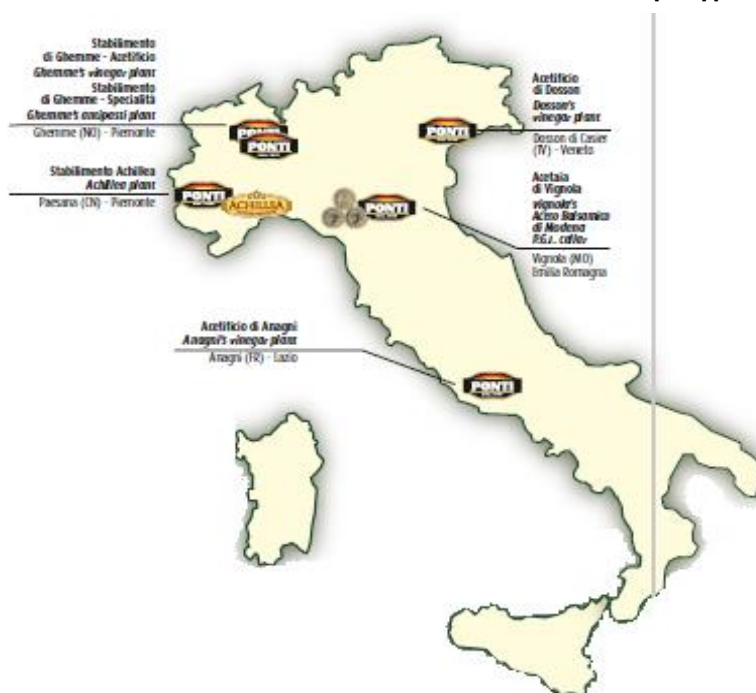 Stabilimento
di Ghemme - Acetificio
Ghemme's vinegar plant
Stabilimento
di Ghemme - Specialità
Ghemme's antipasti plant
Ghemme (NO) - Piemonte
PONTI
PONTI
Stabilimento Achillea
Achillea plant
Paesana (CN) - Piemonte
PONTI
ACHILLEA
Acetificio
di Dosson
Dosson's
vinegar plant
Dosson di Casier
(TV) - Veneto
PONTI
Acetaia
di Vignola
Vignola's
Aceto Balsamico
di Modena
P.G.I. cellar
Vignola (MO)
Emilia Romagna
PONTI
Acetificio di Anagni
Anagni's vinegar plant
Anagni (FR) - Lazio
PONTI